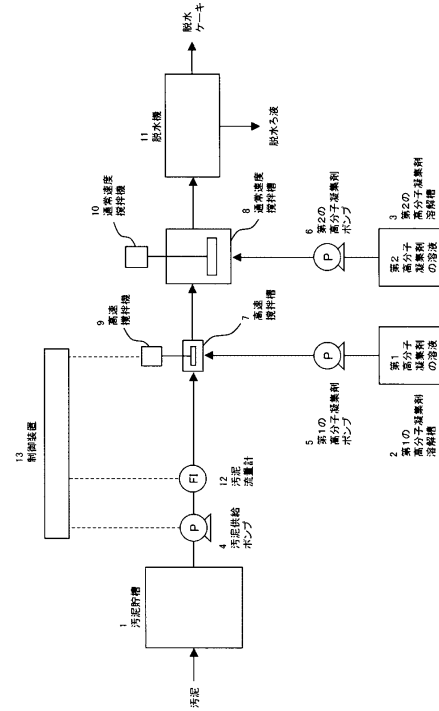 汚泥
1
汚泥貯槽
P
4
汚泥供給
ポンプ
FI
12
汚泥
流量計
13
制御装置
9
高速
撹拌機
7
高速
撹拌槽
10
通常速度
撹拌機
8
通常速度
撹拌槽
11
脱水機
脱水
ケーキ
脱水ろ液
P
5
第1の
高分子凝集剤
ポンプ
第1
高分子
凝集剤
の溶液
2
第1の
高分子凝集剤
溶解槽
P
6
第2の
高分子凝集剤
ポンプ
第2
高分子
凝集剤
の溶液
3
第2の
高分子凝集剤
溶解槽